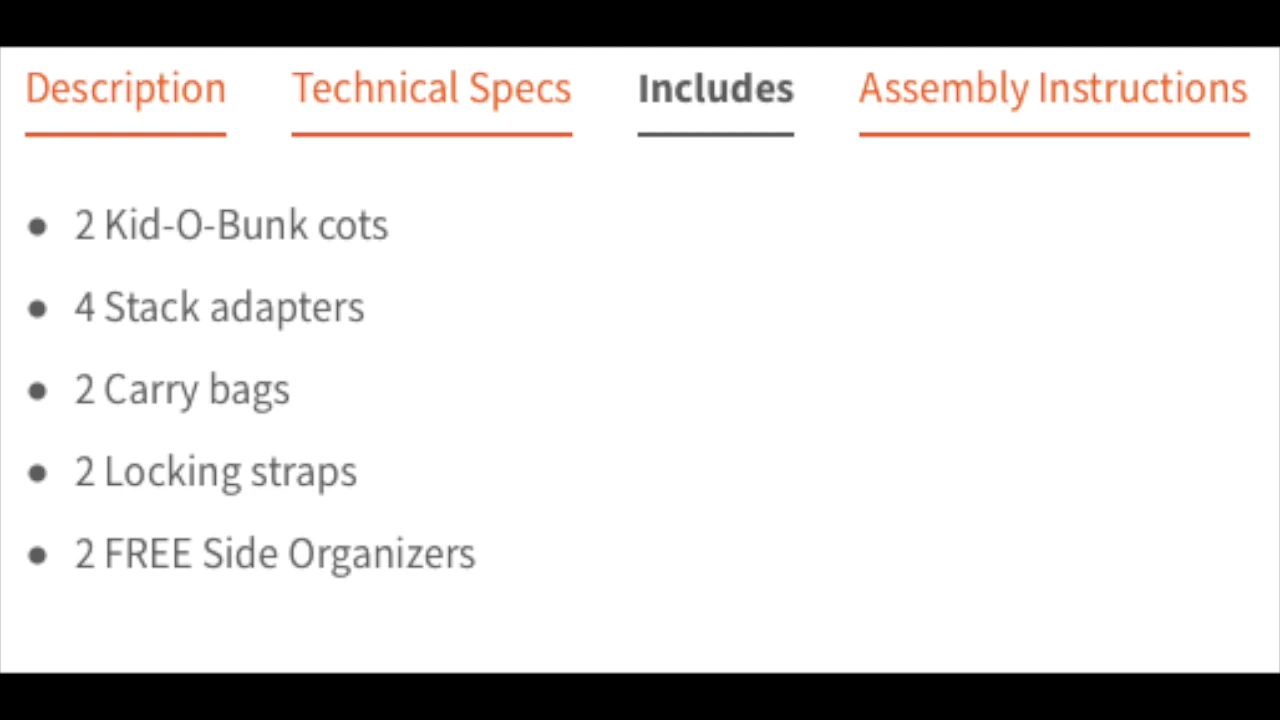 Description Technical Specs Includes Assembly Instructions
● 2 Kid-O-Bunk cots
● 4 Stack adapters
● 2 Carry bags
● 2 Locking straps
● 2 FREE Side Organizers